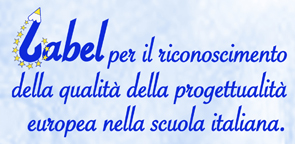 Label per il riconoscimento
della qualità della progettualità
europea nella scuola italiana.